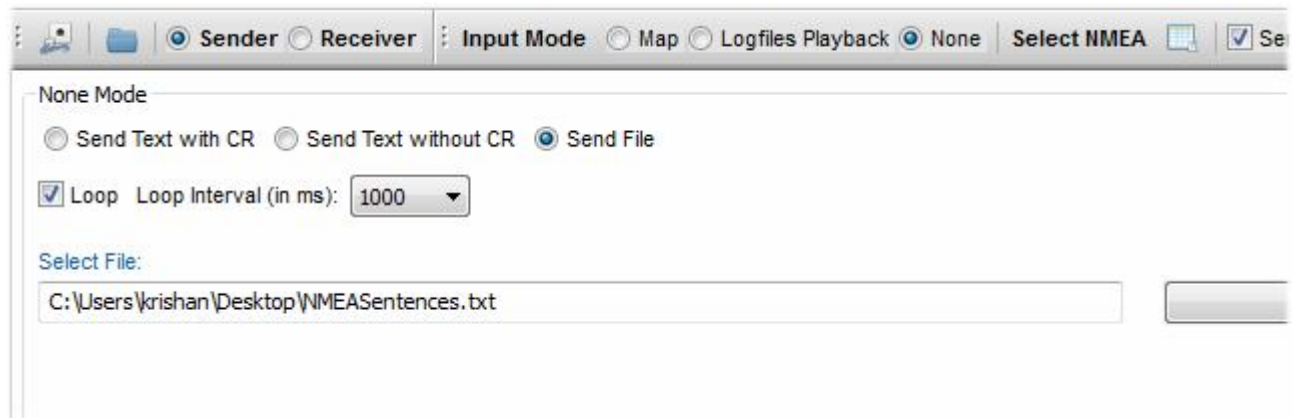 Sender Receiver Input Mode Map Logfiles Playback None Select NMEA Se
None Mode
Send Text with CR Send Text without CR Send File
Loop Loop Interval (in ms): 1000
Select File:
C:\Users\krishan\Desktop\NMEASentences.txt